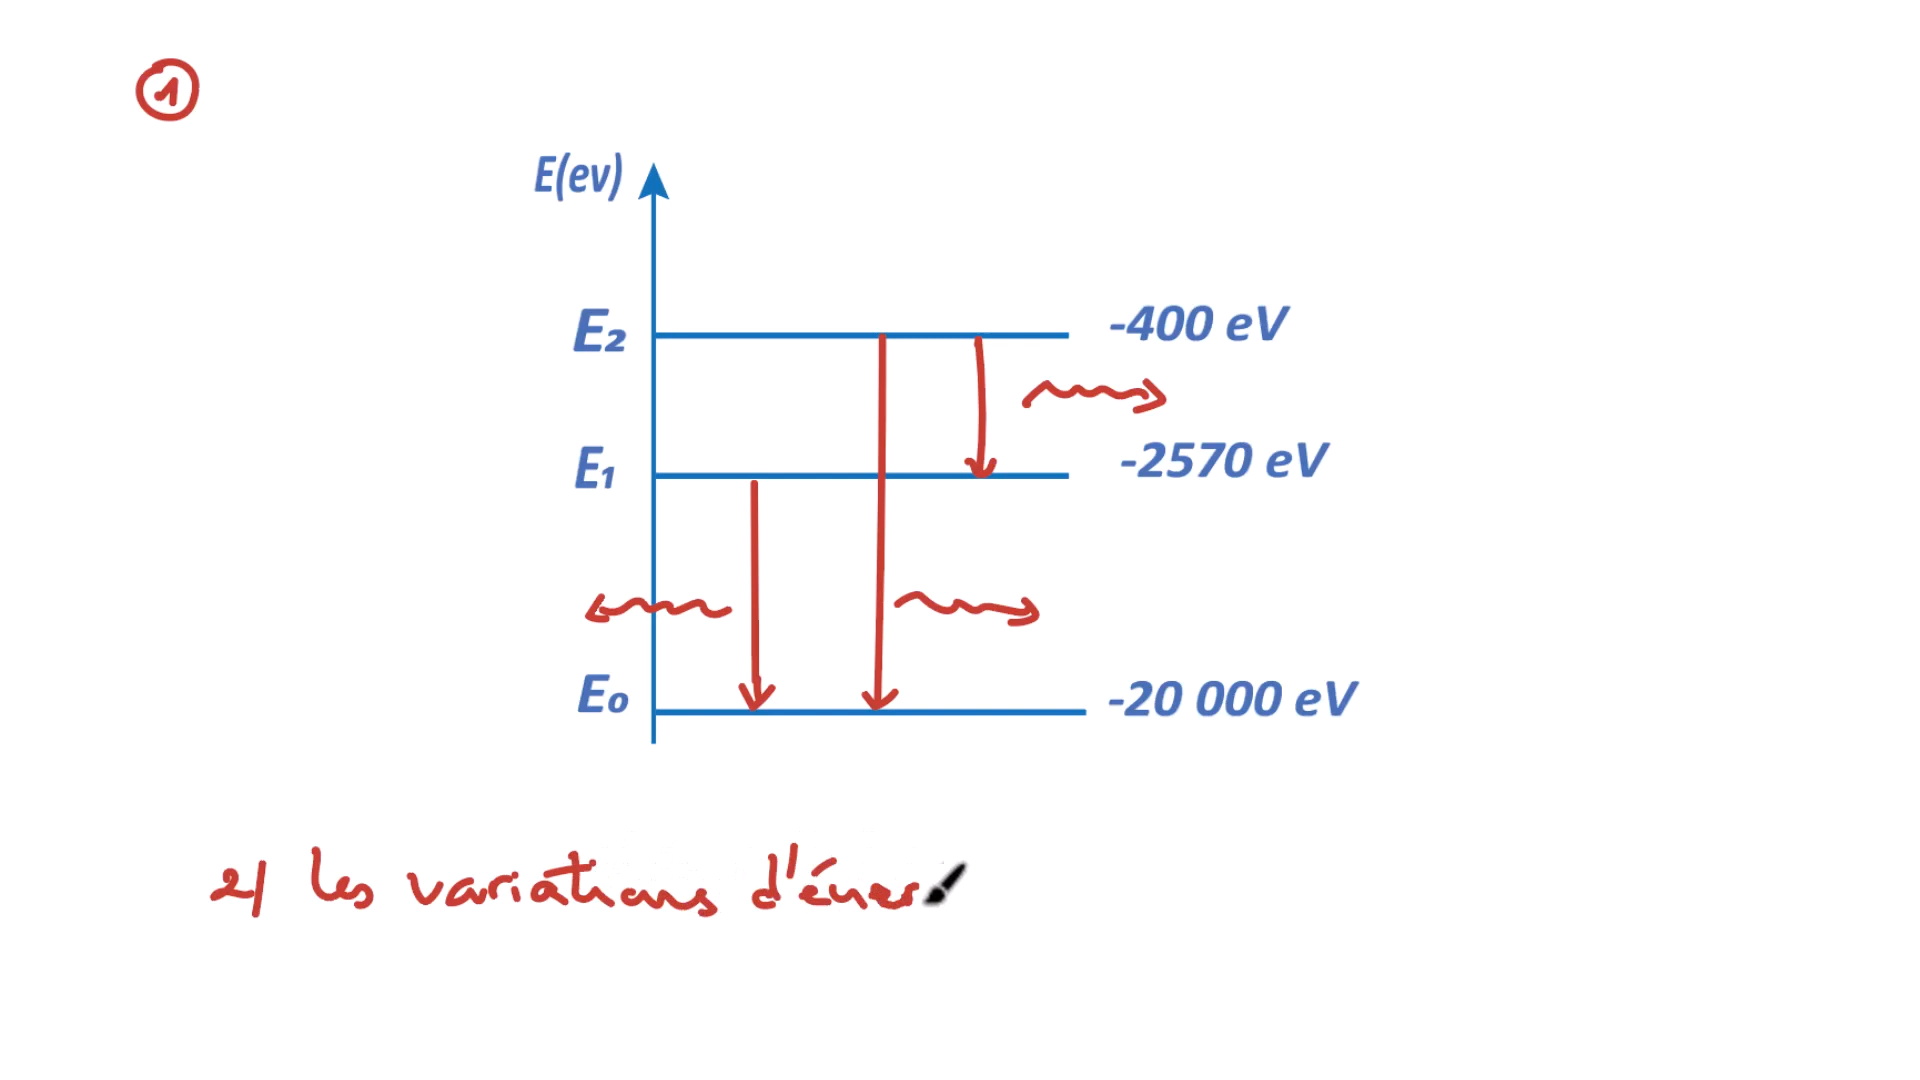 1
E(ev)
E₂ -400 eV
E₁ -2570 eV
E₀ -20 000 eV
2/ les variations d'éner